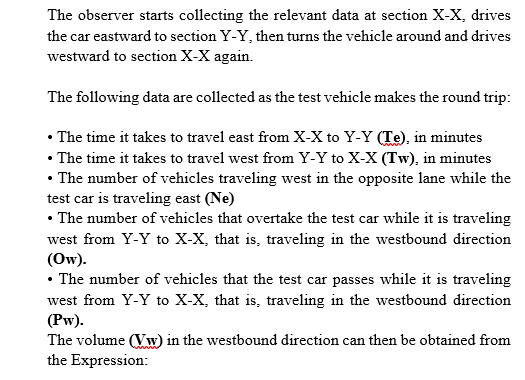 The observer starts collecting the relevant data at section X-X, drives
the car eastward to section Y-Y, then turns the vehicle around and drives
westward to section X-X again.
The following data are collected as the test vehicle makes the round trip:
• The time it takes to travel east from X-X to Y-Y (Te), in minutes
• The time it takes to travel west from Y-Y to X-X (Tw), in minutes
• The number of vehicles traveling west in the opposite lane while the
test car is traveling east (Ne)
• The number of vehicles that overtake the test car while it is traveling
west from Y-Y to X-X, that is, traveling in the westbound direction
(Ow).
• The number of vehicles that the test car passes while it is traveling
west from Y-Y to X-X, that is, traveling in the westbound direction
(Pw).
The volume (Vw) in the westbound direction can then be obtained from
the Expression: